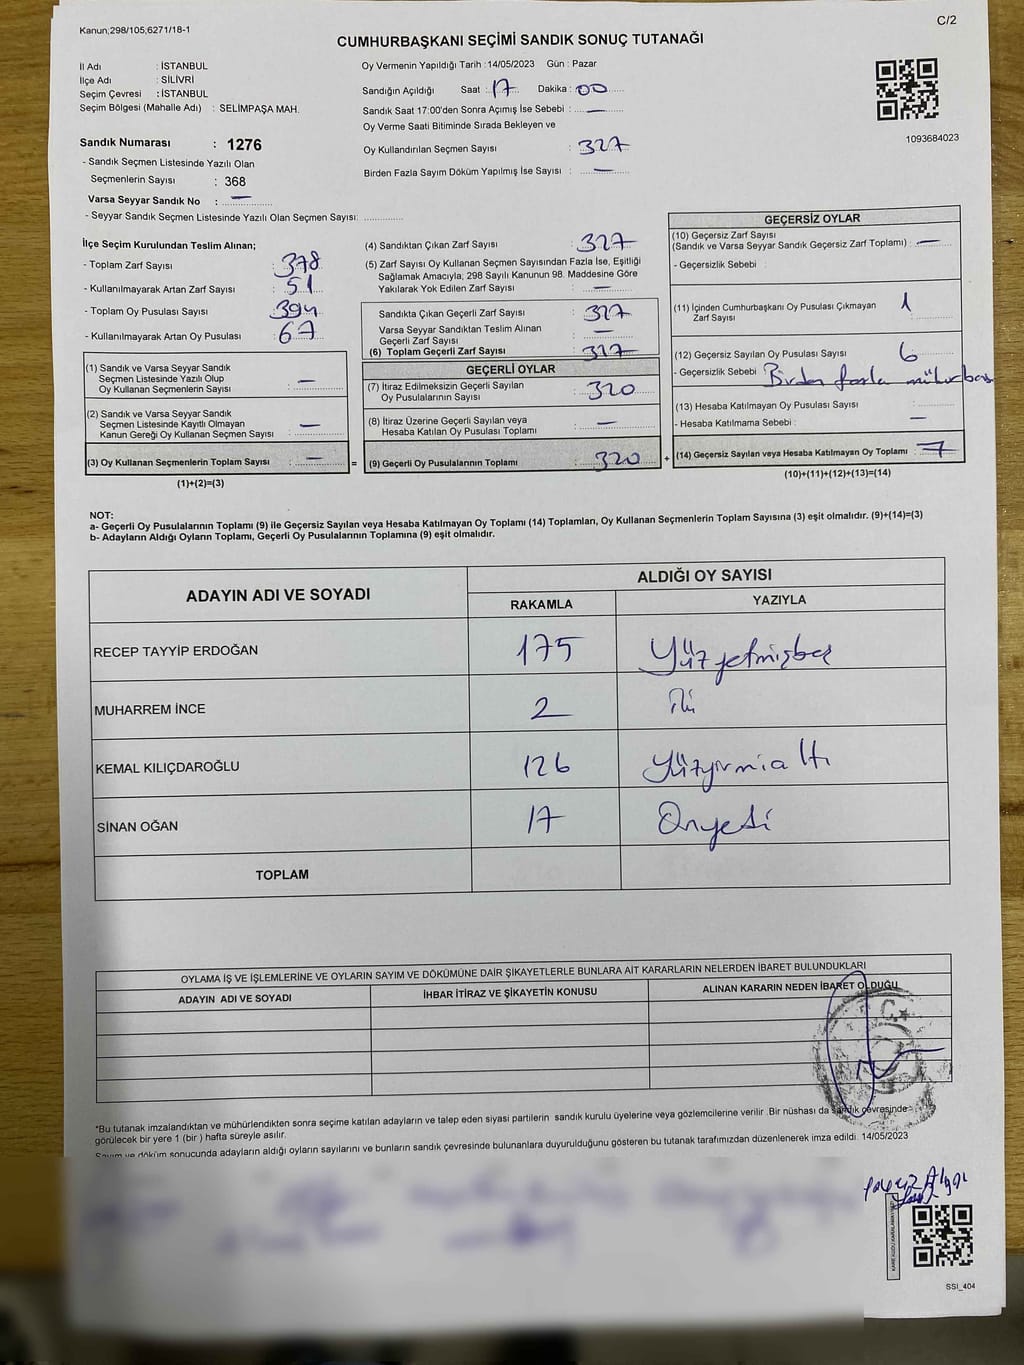 Kanun;298/105,6271/18-1
C/2
CUMHURBAŞKANI SEÇİMİ SANDIK SONUÇ TUTANAĞI
İl Adı : İSTANBUL
İlçe Adı : SİLİVRİ
Seçim Çevresi : İSTANBUL
Seçim Bölgesi (Mahalle Adı) : SELİMPAŞA MAH.
Oy Vermenin Yapıldığı Tarih :14/05/2023 Gün : Pazar
Sandığın Açıldığı Saat : 17 Dakika : 00
Sandık Saat 17:00'den Sonra Açımış İse Sebebi : —
Oy Verme Saati Bitiminde Sırada Bekleyen ve
Oy Kullandırılan Seçmen Sayısı : 327
Birden Fazla Sayım Döküm Yapılmış İse Sayısı : —
1093684023
Sandık Numarası : 1276
- Sandık Seçmen Listesinde Yazılı Olan
Seçmenlerin Sayısı : 368
Varsa Seyyar Sandık No : —
- Seyyar Sandık Seçmen Listesinde Yazılı Olan Seçmen Sayısı:
İlçe Seçim Kurulundan Teslim Alınan;
- Toplam Zarf Sayısı : 378
- Kullanılmayarak Artan Zarf Sayısı : 51
- Toplam Oy Pusulası Sayısı : 394
- Kullanılmayarak Artan Oy Pusulası : 67
(1) Sandık ve Varsa Seyyar Sandık
Seçmen Listesinde Yazılı Olup
Oy Kullanan Seçmenlerin Sayısı : —
(2) Sandık ve Varsa Seyyar Sandık
Seçmen Listesinde Kayıtlı Olmayan
Kanun Gereği Oy Kullanan Seçmen Sayısı : —
(3) Oy Kullanan Seçmenlerin Toplam Sayısı : —
(1)+(2)=(3)
(4) Sandıktan Çıkan Zarf Sayısı : 327
(5) Zarf Sayısı Oy Kullanan Seçmen Sayısından Fazla İse, Eşitliği
Sağlamak Amacıyla; 298 Sayılı Kanunun 98. Maddesine Göre
Yakılarak Yok Edilen Zarf Sayısı : —
Sandıkta Çıkan Geçerli Zarf Sayısı : 327
Varsa Seyyar Sandıktan Teslim Alınan
Geçerli Zarf Sayısı : —
(6) Toplam Geçerli Zarf Sayısı : 327
GEÇERLİ OYLAR
(7) İtiraz Edilmeksizin Geçerli Sayılan
Oy Pusulalarının Sayısı : 320
(8) İtiraz Üzerine Geçerli Sayılan veya
Hesaba Katılan Oy Pusulası Toplamı : —
= (9) Geçerli Oy Pusulalarının Toplamı : 320 +
GEÇERSİZ OYLAR
(10) Geçersiz Zarf Sayısı
(Sandık ve Varsa Seyyar Sandık Geçersiz Zarf Toplamı) : —
- Geçersizlik Sebebi :
(11) İçinden Cumhurbaşkanı Oy Pusulası Çıkmayan
Zarf Sayısı : 1
(12) Geçersiz Sayılan Oy Pusulası Sayısı : 6
- Geçersizlik Sebebi : Birden fazla mühür
(13) Hesaba Katılmayan Oy Pusulası Sayısı : —
- Hesaba Katılmama Sebebi : —
(14) Geçersiz Sayılan veya Hesaba Katılmayan Oy Toplamı : 7
(10)+(11)+(12)+(13)=(14)
NOT:
a- Geçerli Oy Pusulalarının Toplamı (9) ile Geçersiz Sayılan veya Hesaba Katılmayan Oy Toplamı (14) Toplamları, Oy Kullanan Seçmenlerin Toplam Sayısına (3) eşit olmalıdır. (9)+(14)=(3)
b- Adayların Aldığı Oyların Toplamı, Geçerli Oy Pusulalarının Toplamına (9) eşit olmalıdır.
ADAYIN ADI VE SOYADI
ALDIĞI OY SAYISI
RAKAMLA YAZIYLA
RECEP TAYYİP ERDOĞAN 175 Yüzyetmişbeş
MUHARREM İNCE 2 İki
KEMAL KILIÇDAROĞLU 126 Yüzyirmialtı
SİNAN OĞAN 17 Onyedi
TOPLAM
OYLAMA İŞ VE İŞLEMLERİNE VE OYLARIN SAYIM VE DÖKÜMÜNE DAİR ŞİKAYETLERLE BUNLARA AİT KARARLARIN NELERDEN İBARET BULUNDUKLARI
ADAYIN ADI VE SOYADI İHBAR İTİRAZ VE ŞİKAYETİN KONUSU ALINAN KARARIN NEDEN İBARET OLDUĞU
T.C.
*Bu tutanak imzalandıktan ve mühürlendikten sonra seçime katılan adayların ve talep eden siyasi partilerin sandık kurulu üyelerine veya gözlemcilerine verilir .Bir nüshası da sandık çevresinde
görülecek bir yere 1 (bir ) hafta süreyle asılır.
Sayım ve döküm sonucunda adayların aldığı oyların sayılarını ve bunların sandık çevresinde bulunanlara duyurulduğunu gösteren bu tutanak tarafımızdan düzenlenerek imza edildi. 14/05/2023
SSI_404